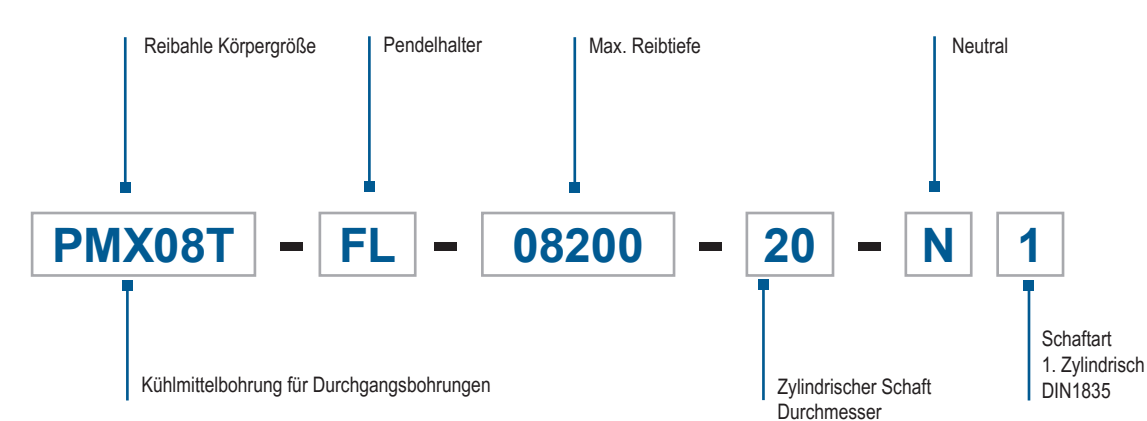 Reibahle Körpergröße
Pendelhalter
Max. Reibtiefe
Neutral
PMX08T - FL - 08200 - 20 - N 1
Kühlmittelbohrung für Durchgangsbohrungen
Zylindrischer Schaft
Durchmesser
Schaftart
1. Zylindrisch
DIN1835